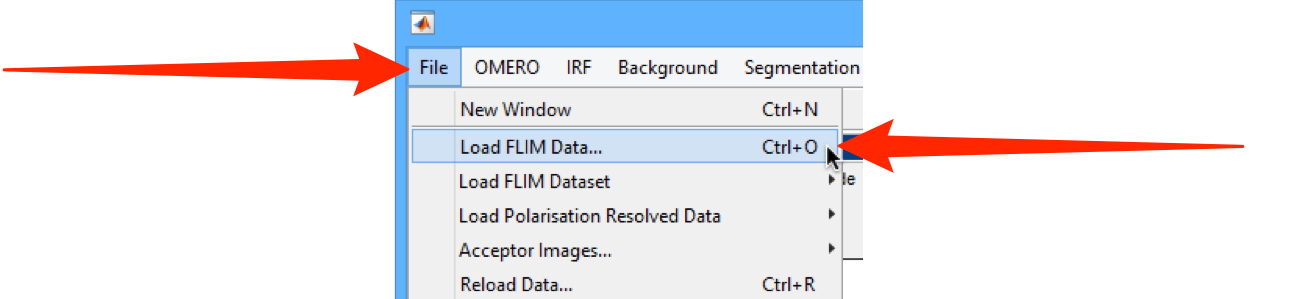 File OMERO IRF Background Segmentation
New Window Ctrl+N
Load FLIM Data... Ctrl+O
Load FLIM Dataset
Load Polarisation Resolved Data
Acceptor Images...
Reload Data... Ctrl+R